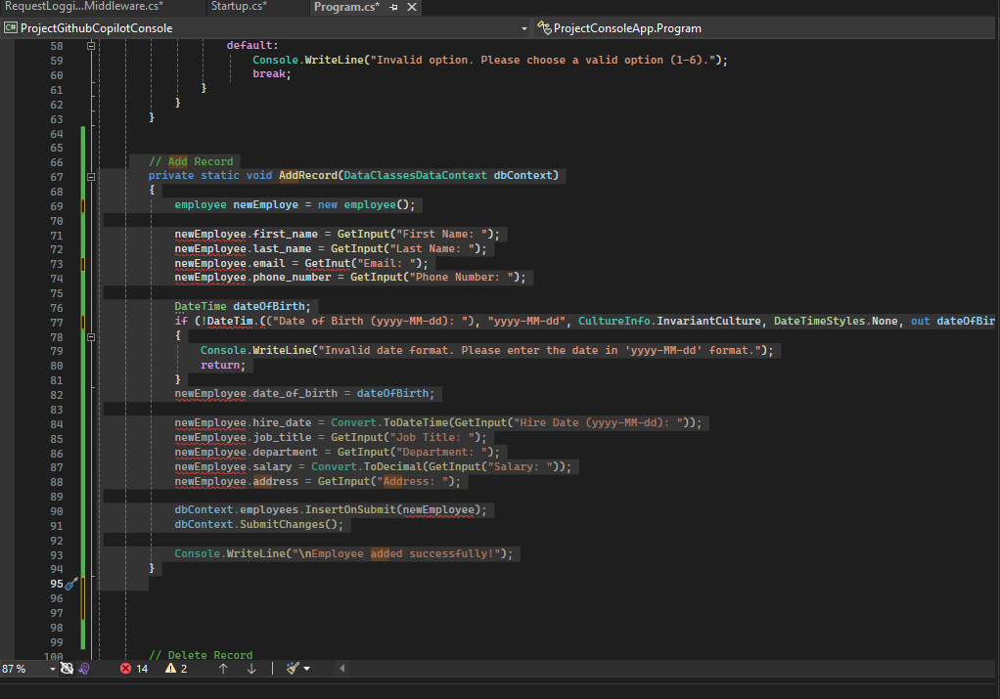 RequestLoggi...Middleware.cs* Startup.cs* Program.cs*
C# ProjectGithubCopilotConsole ProjectConsoleApp.Program
58 default:
59 Console.WriteLine("Invalid option. Please choose a valid option (1-6).");
60 break;
61 }
62 }
63 }
64
65
66 // Add Record
67 private static void AddRecord(DataClassesDataContext dbContext)
68 {
69 employee newEmploye = new employee();
70
71 newEmployee.first_name = GetInput("First Name: ");
72 newEmployee.last_name = GetInput("Last Name: ");
73 newEmployee.email = GetInut("Email: ");
74 newEmployee.phone_number = GetInput("Phone Number: ");
75
76 DateTime dateOfBirth;
77 if (!DateTim.(("Date of Birth (yyyy-MM-dd): "), "yyyy-MM-dd", CultureInfo.InvariantCulture, DateTimeStyles.None, out dateOfBir
78 {
79 Console.WriteLine("Invalid date format. Please enter the date in 'yyyy-MM-dd' format.");
80 return;
81 }
82 newEmployee.date_of_birth = dateOfBirth;
83
84 newEmployee.hire_date = Convert.ToDateTime(GetInput("Hire Date (yyyy-MM-dd): "));
85 newEmployee.job_title = GetInput("Job Title: ");
86 newEmployee.department = GetInput("Department: ");
87 newEmployee.salary = Convert.ToDecimal(GetInput("Salary: "));
88 newEmployee.address = GetInput("Address: ");
89
90 dbContext.employees.InsertOnSubmit(newEmployee);
91 dbContext.SubmitChanges();
92
93 Console.WriteLine("\nEmployee added successfully!");
94 }
95
96
97
98
99
100 // Delete Record
87 % 14 2